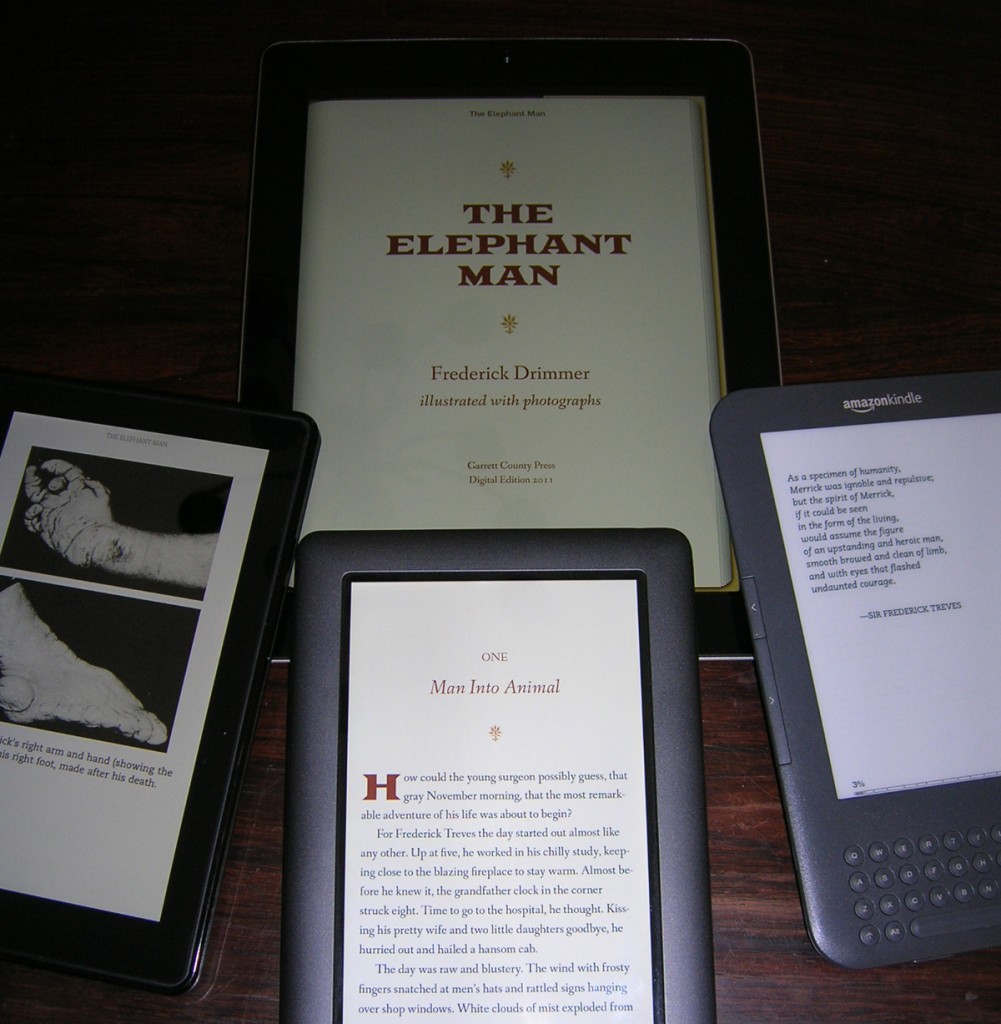 The Elephant Man
THE
ELEPHANT
MAN
Frederick Drimmer
illustrated with photographs
Garrett County Press
Digital Edition 2011
THE ELEPHANT MAN
ick's right arm and hand (showing the
is right foot, made after his death.
ONE
Man Into Animal
How could the young surgeon possibly guess, that
gray November morning, that the most remark-
able adventure of his life was about to begin?
For Frederick Treves the day started out almost like
any other. Up at five, he worked in his chilly study, keep-
ing close to the blazing fireplace to stay warm. Almost be-
fore he knew it, the grandfather clock in the corner
struck eight. Time to go to the hospital, he thought. Kiss-
ing his pretty wife and two little daughters goodbye, he
hurried out and hailed a hansom cab.
The day was raw and blustery. The wind with frosty
fingers snatched at men's hats and rattled signs hanging
over shop windows. White clouds of mist exploded from
amazonkindle
As a specimen of humanity,
Merrick was ignoble and repulsive;
but the spirit of Merrick,
if it could be seen
in the form of the living,
would assume the figure
of an upstanding and heroic man,
smooth browed and clean of limb,
and with eyes that flashed
undaunted courage.
—SIR FREDERICK TREVES
3%
Q W E R T Y
A S D F G H
Z X C V B N
Alt